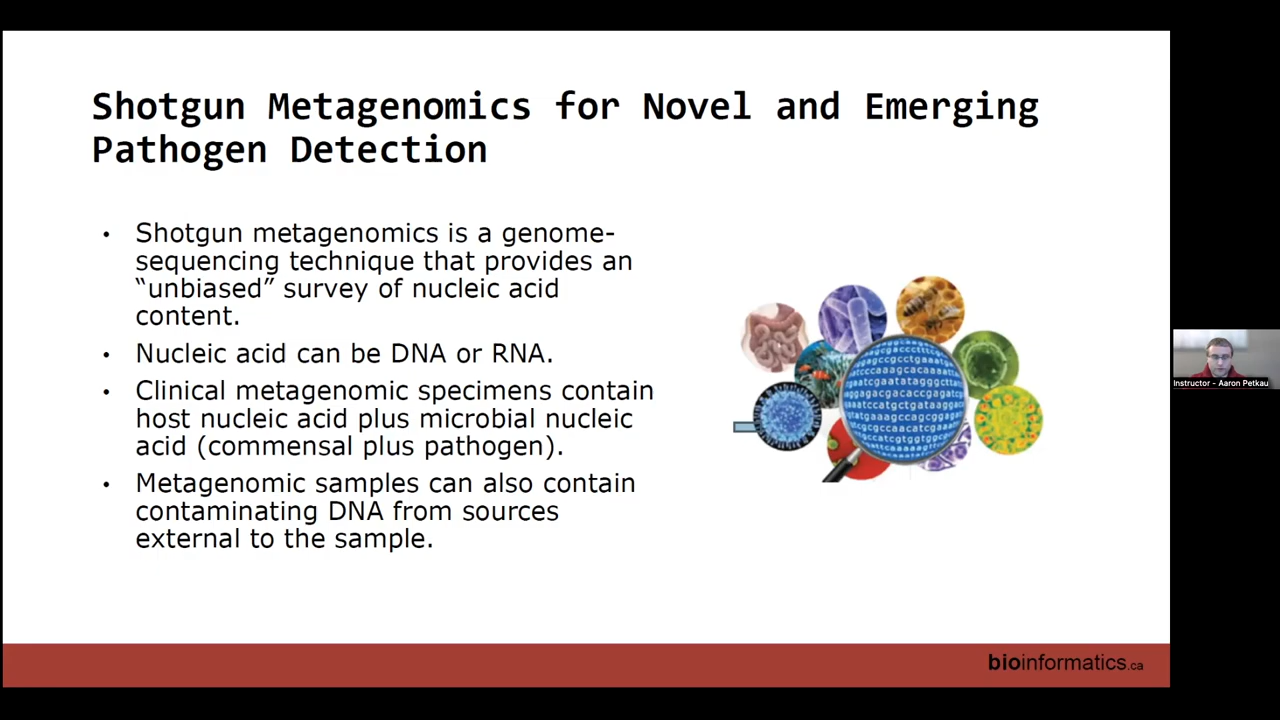 Shotgun Metagenomics for Novel and Emerging
Pathogen Detection
• Shotgun metagenomics is a genome-
sequencing technique that provides an
“unbiased” survey of nucleic acid
content.
• Nucleic acid can be DNA or RNA.
• Clinical metagenomic specimens contain
host nucleic acid plus microbial nucleic
acid (commensal plus pathogen).
• Metagenomic samples can also contain
contaminating DNA from sources
external to the sample.
Instructor - Aaron Petkau
bioinformatics.ca